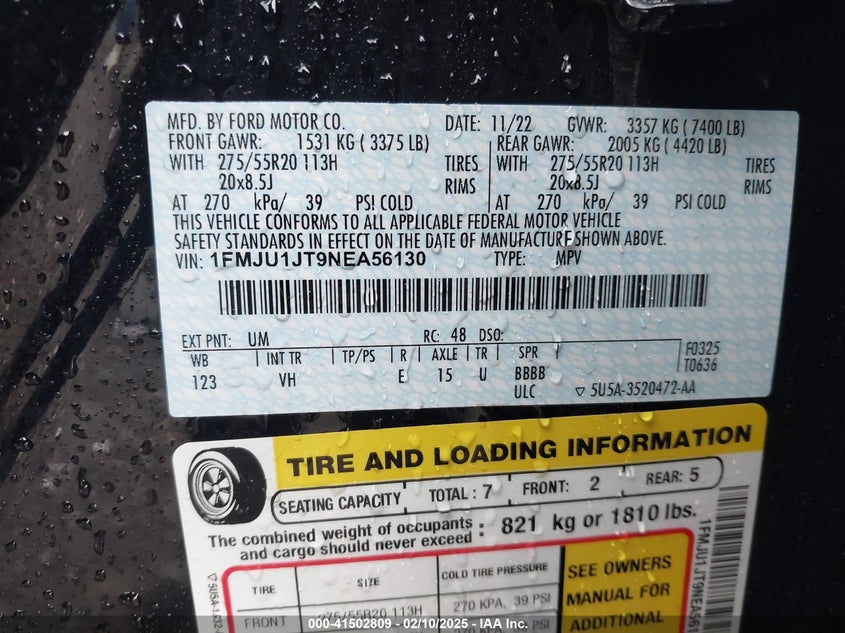 MFD. BY FORD MOTOR CO. DATE: 11/22 GVWR: 3357 KG ( 7400 LB)
FRONT GAWR: 1531 KG ( 3375 LB) REAR GAWR: 2005 KG ( 4420 LB)
WITH 275/55R20 113H TIRES WITH 275/55R20 113H TIRES
20x8.5J RIMS 20x8.5J RIMS
AT 270 kPa/ 39 PSI COLD AT 270 kPa/ 39 PSI COLD
THIS VEHICLE CONFORMS TO ALL APPLICABLE FEDERAL MOTOR VEHICLE
SAFETY STANDARDS IN EFFECT ON THE DATE OF MANUFACTURE SHOWN ABOVE.
VIN: 1FMJU1JT9NEA56130 TYPE: MPV
EXT PNT: UM RC: 48 DSO:
WB INT TR TP/PS R AXLE TR SPR F0325
123 VH E 15 U BBBB T0636
ULC ▽ 5U5A-3520472-AA
TIRE AND LOADING INFORMATION
SEATING CAPACITY TOTAL: 7 FRONT: 2 REAR: 5
The combined weight of occupants
and cargo should never exceed : 821 kg or 1810 lbs.
TIRE SIZE COLD TIRE PRESSURE SEE OWNERS
MANUAL FOR
FRONT 275/55R20 113H 270 KPA, 39 PSI ADDITIONAL
1FMJU1JT9NEA561
000-41502809 - 02/10/2025 - IAA Inc.